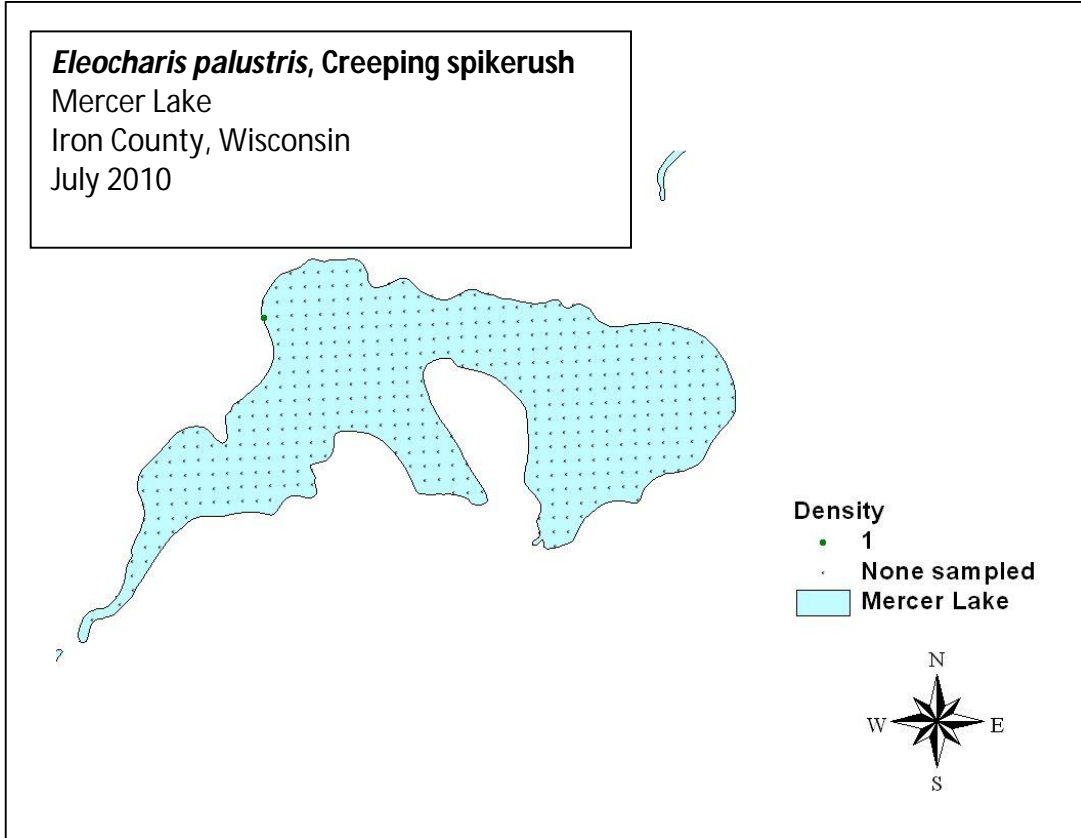 Eleocharis palustris, Creeping spikerush
Mercer Lake
Iron County, Wisconsin
July 2010
Density
1
None sampled
Mercer Lake
N
W E
S